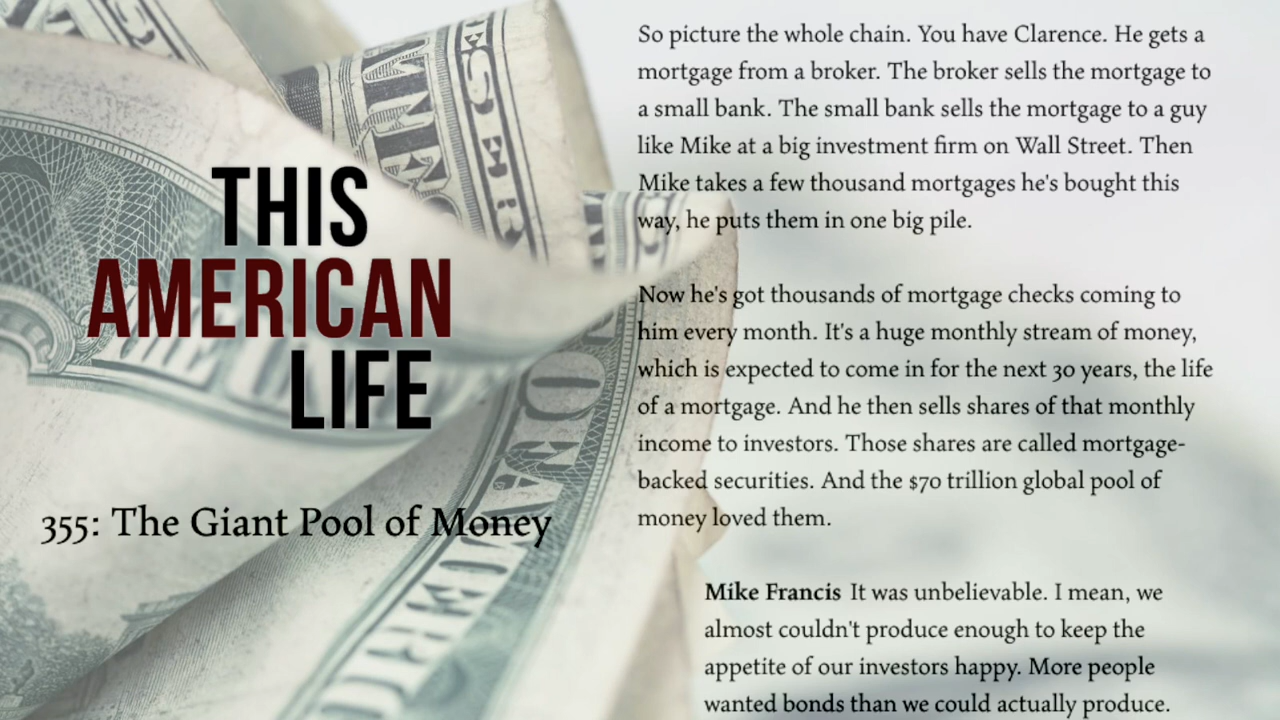 THIS
AMERICAN
LIFE
355: The Giant Pool of Money
So picture the whole chain. You have Clarence. He gets a
mortgage from a broker. The broker sells the mortgage to
a small bank. The small bank sells the mortgage to a guy
like Mike at a big investment firm on Wall Street. Then
Mike takes a few thousand mortgages he's bought this
way, he puts them in one big pile.
Now he's got thousands of mortgage checks coming to
him every month. It's a huge monthly stream of money,
which is expected to come in for the next 30 years, the life
of a mortgage. And he then sells shares of that monthly
income to investors. Those shares are called mortgage-
backed securities. And the $70 trillion global pool of
money loved them.
Mike Francis It was unbelievable. I mean, we
almost couldn't produce enough to keep the
appetite of our investors happy. More people
wanted bonds than we could actually produce.